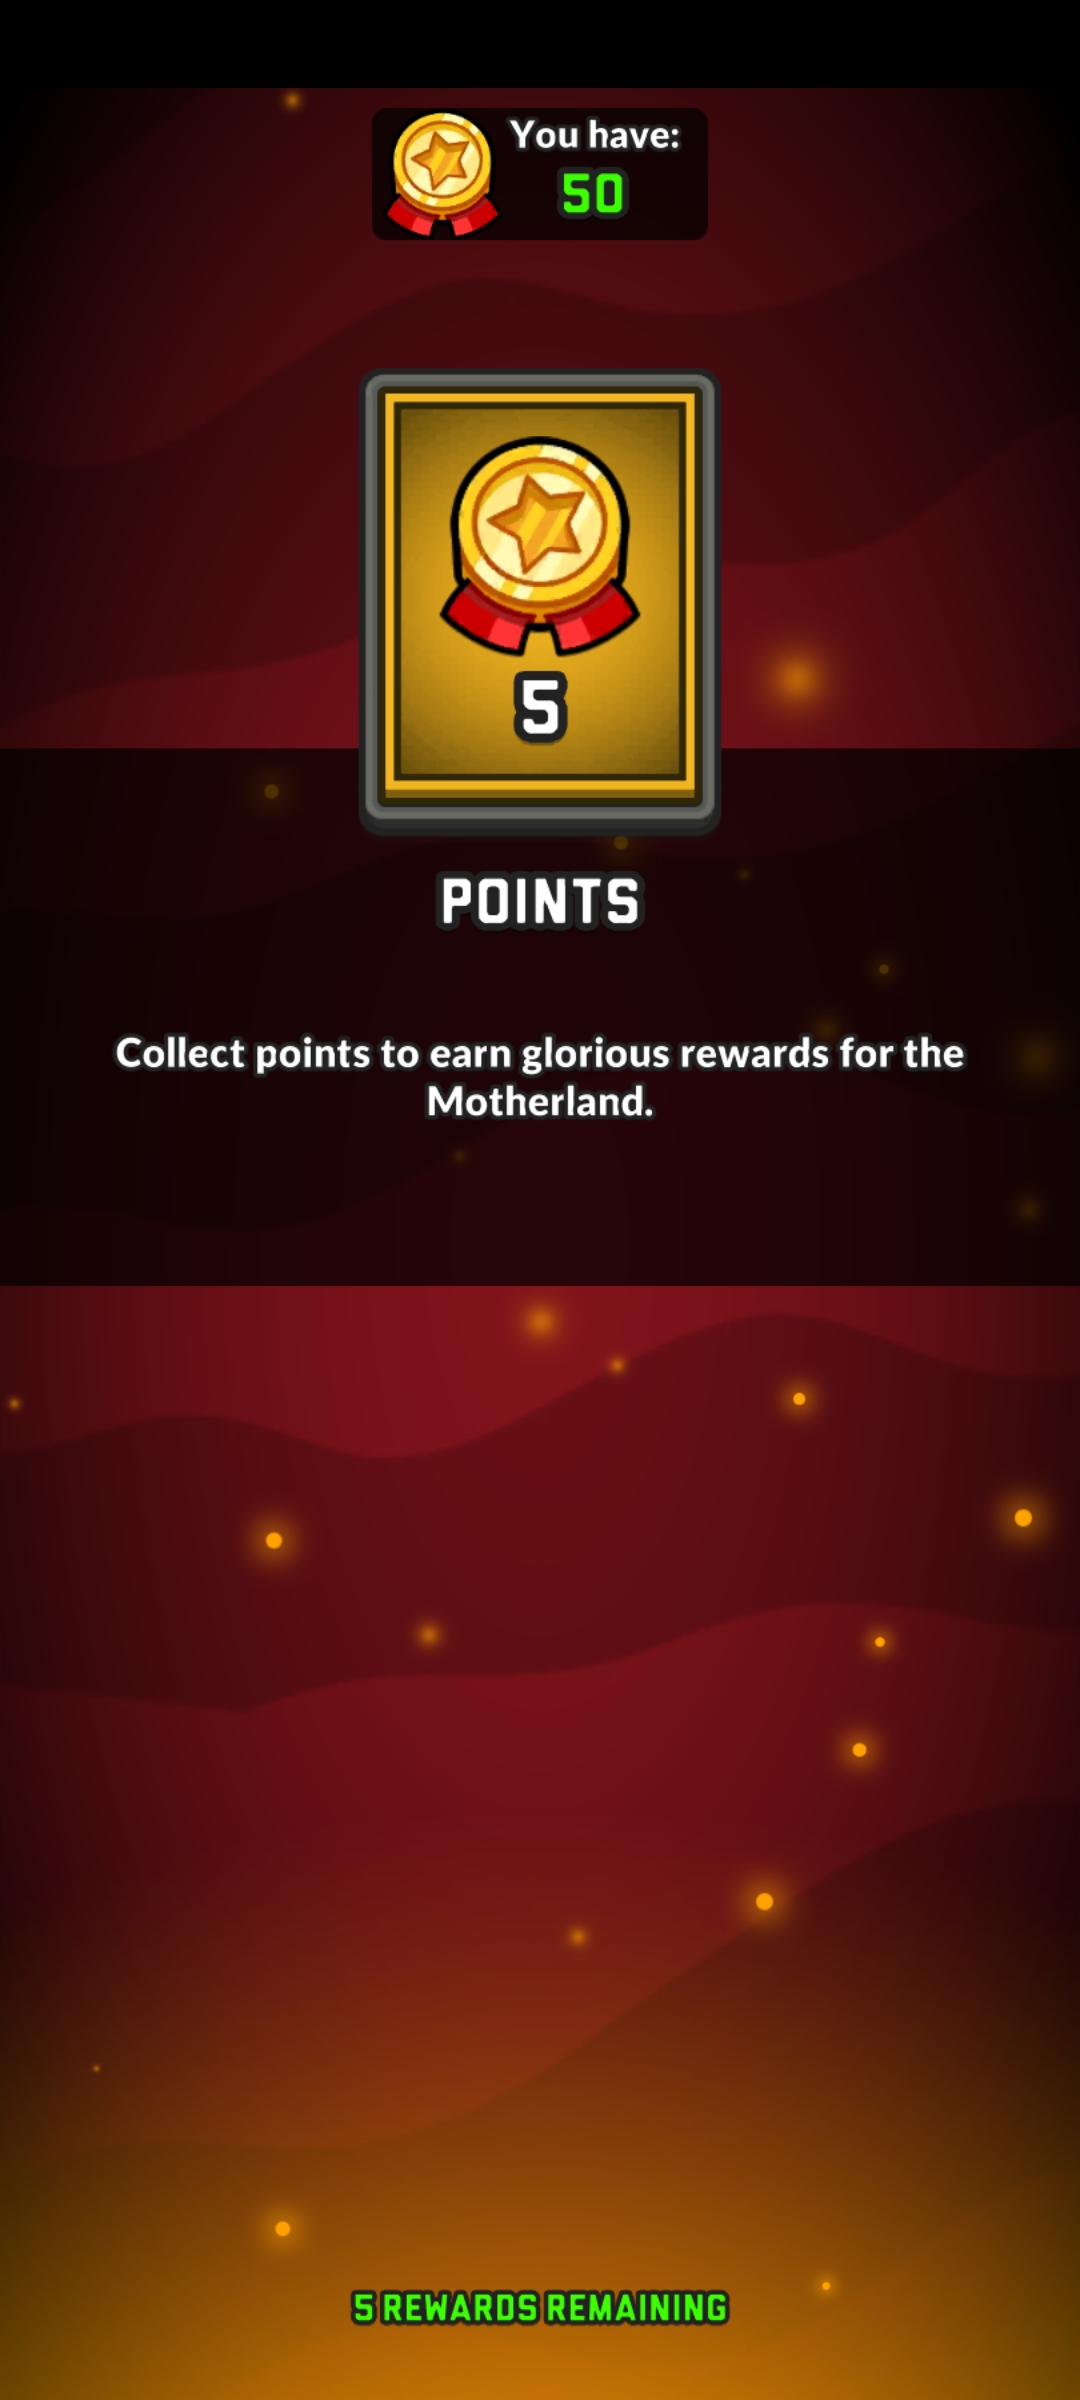 You have:
50
5
POINTS
Collect points to earn glorious rewards for the
Motherland.
5 REWARDS REMAINING